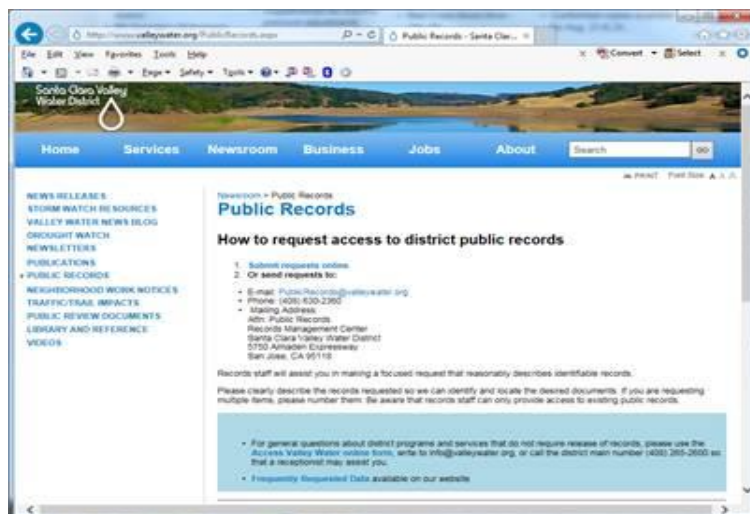 http://www.valleywater.org/PublicRecords.aspx
Public Records - Santa Clar...
File Edit View Favorites Tools Help
Convert Select
Page Safety Tools
Santa Clara Valley
Water District
Home Services Newsroom Business Jobs About Search GO
PRINT Font Size A A A
NEWS RELEASES
STORM WATCH RESOURCES
VALLEY WATER NEWS BLOG
DROUGHT WATCH
NEWSLETTERS
PUBLICATIONS
PUBLIC RECORDS
NEIGHBORHOOD WORK NOTICES
TRAFFIC/TRAIL IMPACTS
PUBLIC REVIEW DOCUMENTS
LIBRARY AND REFERENCE
VIDEOS
Newsroom > Public Records
Public Records
How to request access to district public records
1. Submit requests online
2. Or send requests to:
• E-mail: PublicRecords@valleywater.org
• Phone: (408) 630-2360
• Mailing Address:
Attn: Public Records
Records Management Center
Santa Clara Valley Water District
5750 Almaden Expressway
San Jose, CA 95118
Records staff will assist you in making a focused request that reasonably describes identifiable records.
Please clearly describe the records requested so we can identify and locate the desired documents. If you are requesting
multiple items, please number them. Be aware that records staff can only provide access to existing public records.
• For general questions about district programs and services that do not require release of records, please use the
Access Valley Water online form, write to info@valleywater.org, or call the district main number (408) 265-2600 so
that a receptionist may assist you.
• Frequently Requested Data available on our website